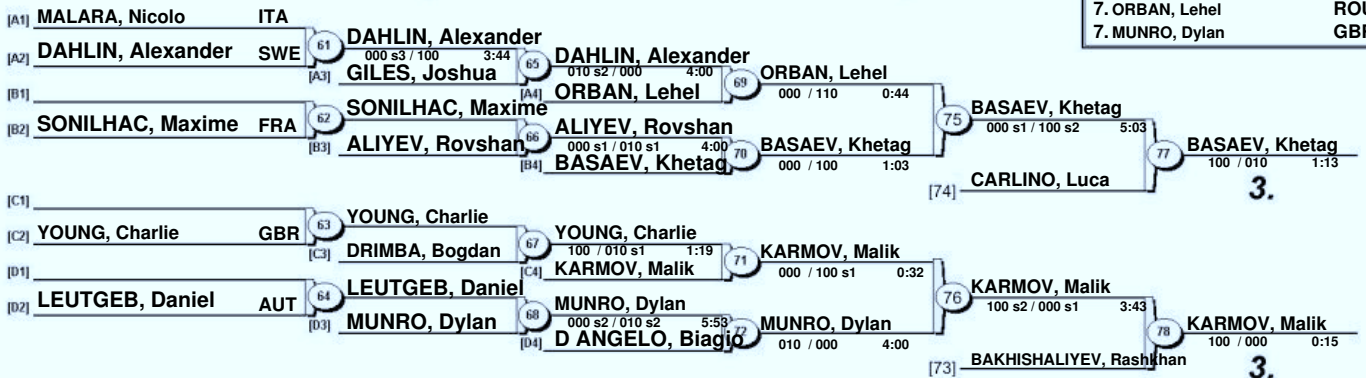 7. ORBAN, Lehel ROU
7. MUNRO, Dylan GBR
[A1] MALARA, Nicolo ITA
[A2] DAHLIN, Alexander SWE
61
DAHLIN, Alexander
000 s3 / 100 3:44
[A3] GILES, Joshua
65
DAHLIN, Alexander
010 s2 / 000 4:00
[A4] ORBAN, Lehel
69
ORBAN, Lehel
000 / 110 0:44
[B1]
[B2] SONILHAC, Maxime FRA
62
SONILHAC, Maxime
[B3] ALIYEV, Rovshan
66
ALIYEV, Rovshan
000 s1 / 010 s1 4:00
[B4] BASAEV, Khetag
70
BASAEV, Khetag
000 / 100 1:03
75
BASAEV, Khetag
000 s1 / 100 s2 5:03
[74] CARLINO, Luca
77
BASAEV, Khetag
100 / 010 1:13
3.
[C1]
[C2] YOUNG, Charlie GBR
63
YOUNG, Charlie
[C3] DRIMBA, Bogdan
67
YOUNG, Charlie
100 / 010 s1 1:19
[C4] KARMOV, Malik
71
KARMOV, Malik
000 / 100 s1 0:32
[D1]
[D2] LEUTGEB, Daniel AUT
64
LEUTGEB, Daniel
[D3] MUNRO, Dylan
68
MUNRO, Dylan
000 s2 / 010 s2 5:53
[D4] D ANGELO, Biagio
72
MUNRO, Dylan
010 / 000 4:00
76
KARMOV, Malik
100 s2 / 000 s1 3:43
[73] BAKHISHALIYEV, Rashkhan
78
KARMOV, Malik
100 / 000 0:15
3.